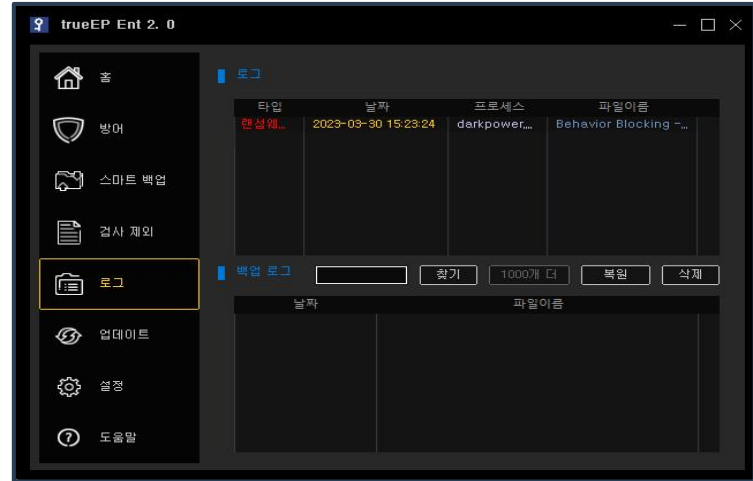 trueEP Ent 2. 0
홈
방어
스마트 백업
검사 제외
로그
업데이트
설정
도움말
로그
타입 날짜 프로세스 파일이름
랜섬웨... 2023-03-30 15:23:24 darkpower,... Behavior Blocking -...
백업 로그 찾기 1000개 더 복원 삭제
날짜 파일이름